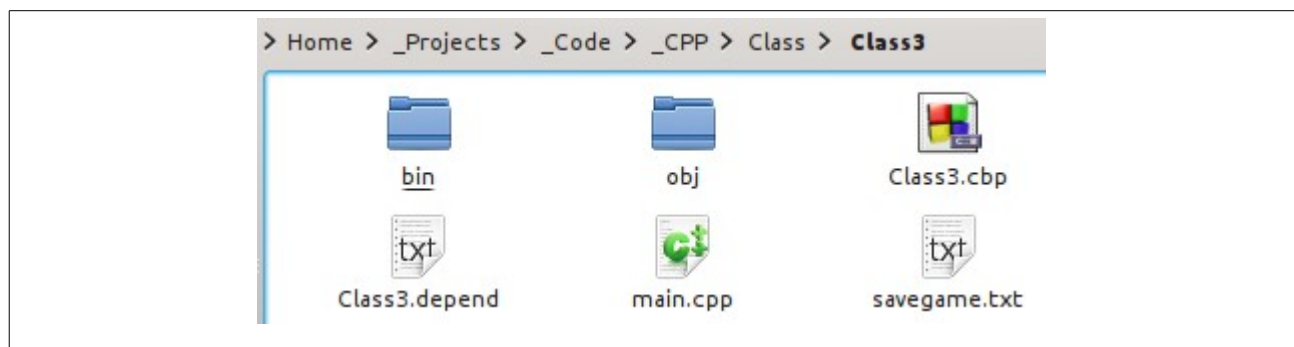 > Home > _Projects > _Code > _CPP > Class > Class3
bin obj Class3.cbp
txt C++ txt
Class3.depend main.cpp savegame.txt